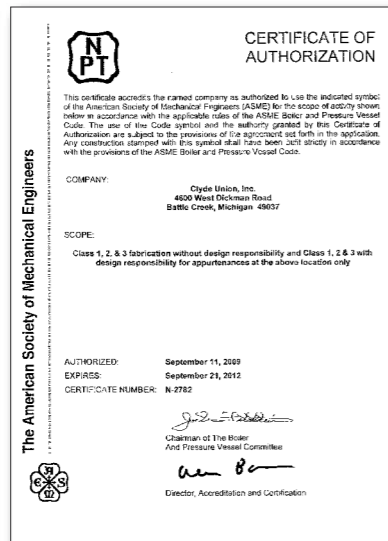 N
PT
CERTIFICATE OF
AUTHORIZATION
This certificate accredits the named company as authorized to use the indicated symbol
of the American Society of Mechanical Engineers (ASME) for the scope of activity shown
below in accordance with the applicable rules of the ASME Boiler and Pressure Vessel
Code. The use of the Code symbol and the authority granted by this Certificate of
Authorization are subject to the provisions of the agreement set forth in the application.
Any construction stamped with this symbol shall have been built strictly in accordance
with the provisions of the ASME Boiler and Pressure Vessel Code.
COMPANY:
Clyde Union, Inc.
4600 West Dickman Road
Battle Creek, Michigan 49037
SCOPE:
Class 1, 2, & 3 fabrication without design responsibility and Class 1, 2 & 3 with
design responsibility for appurtenances at the above location only
AUTHORIZED: September 11, 2009
EXPIRES: September 21, 2012
CERTIFICATE NUMBER: N-2782
Chairman of The Boiler
And Pressure Vessel Committee
Director, Accreditation and Certification
The American Society of Mechanical Engineers
A
S
M
E